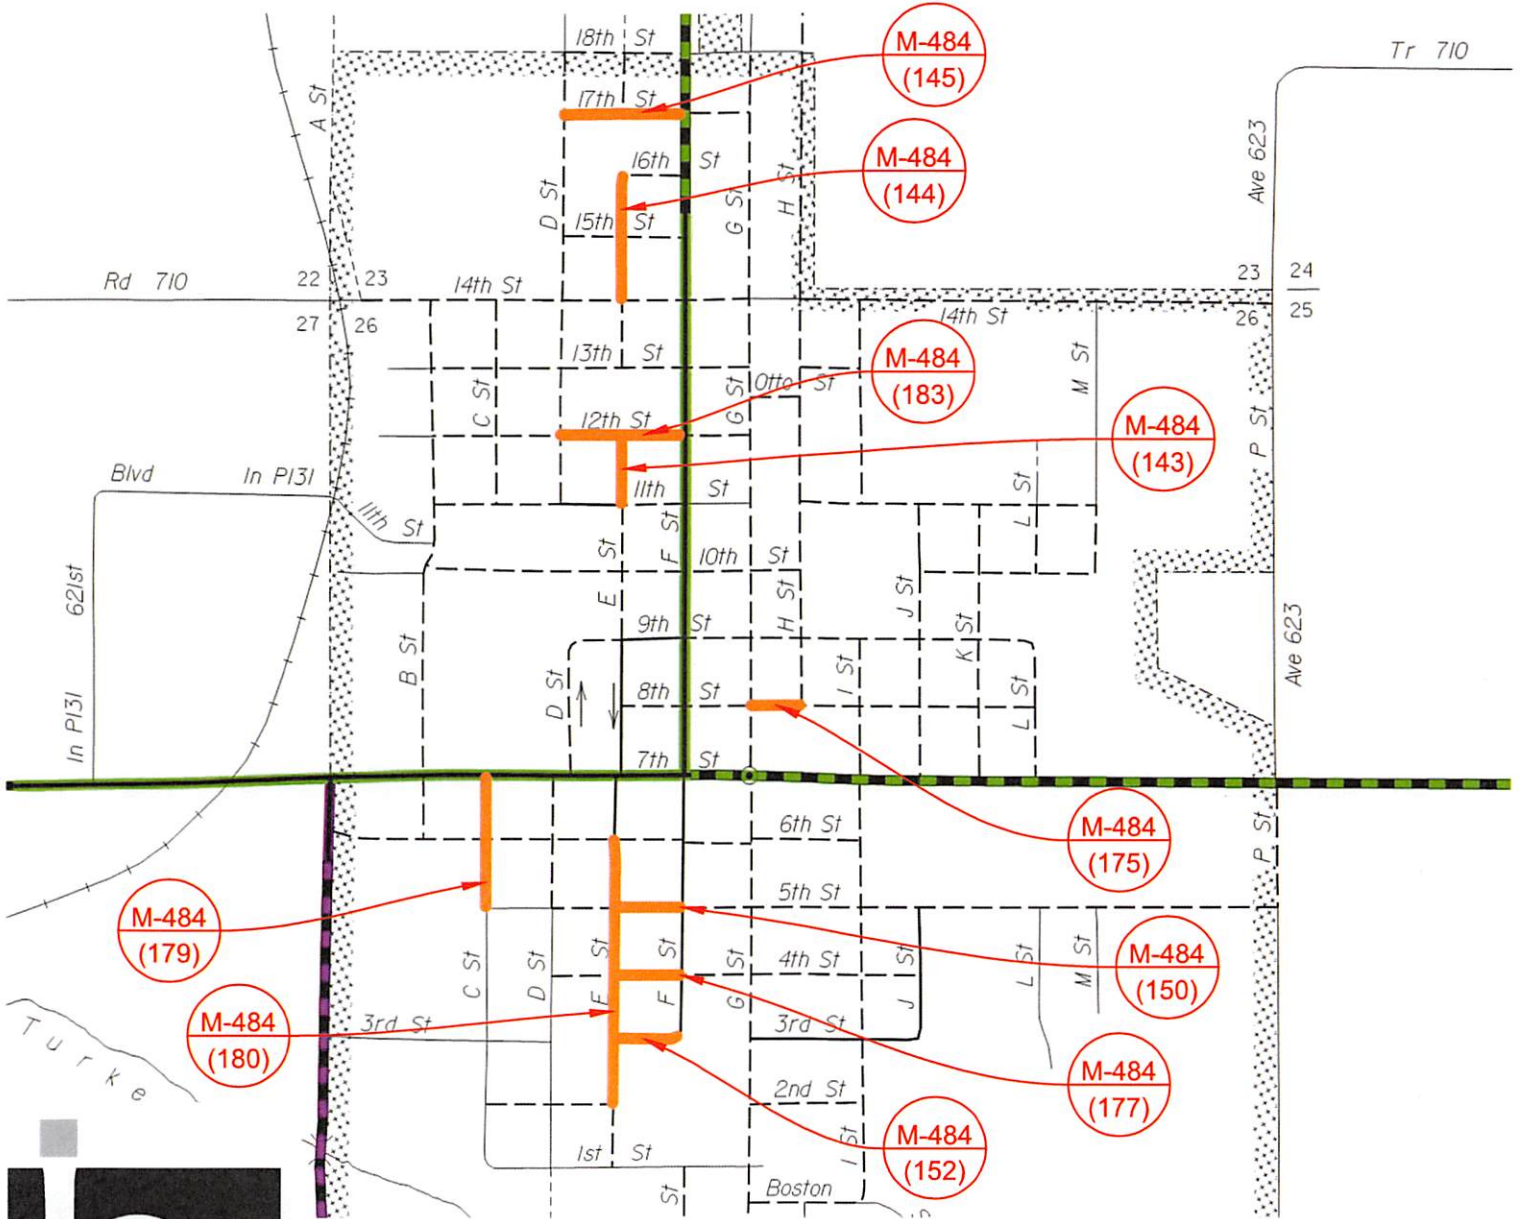 18th St
M-484
(145)
Tr 710
A St
17th St
M-484
(144)
16th St
Ave 623
D St
G St
H St
15th St
Rd 710
22
23
14th St
23
24
27
26
14th St
26
25
13th St
M-484
(183)
M St
C St
G St
Otto St
12th St
M-484
(143)
P St
Blvd
In P131
11th St
11th St
L St
F St
E St
10th St
621st
J St
H St
K St
9th St
B St
I St
Ave 623
D St
8th St
L St
In P131
7th St
6th St
M-484
(175)
P St
5th St
M-484
(179)
M-484
(150)
C St
D St
E St
F St
G St
4th St
J St
L St
M St
M-484
(180)
3rd St
3rd St
Turke
M-484
(177)
2nd St
M-484
(152)
1st St
I St
St
Boston